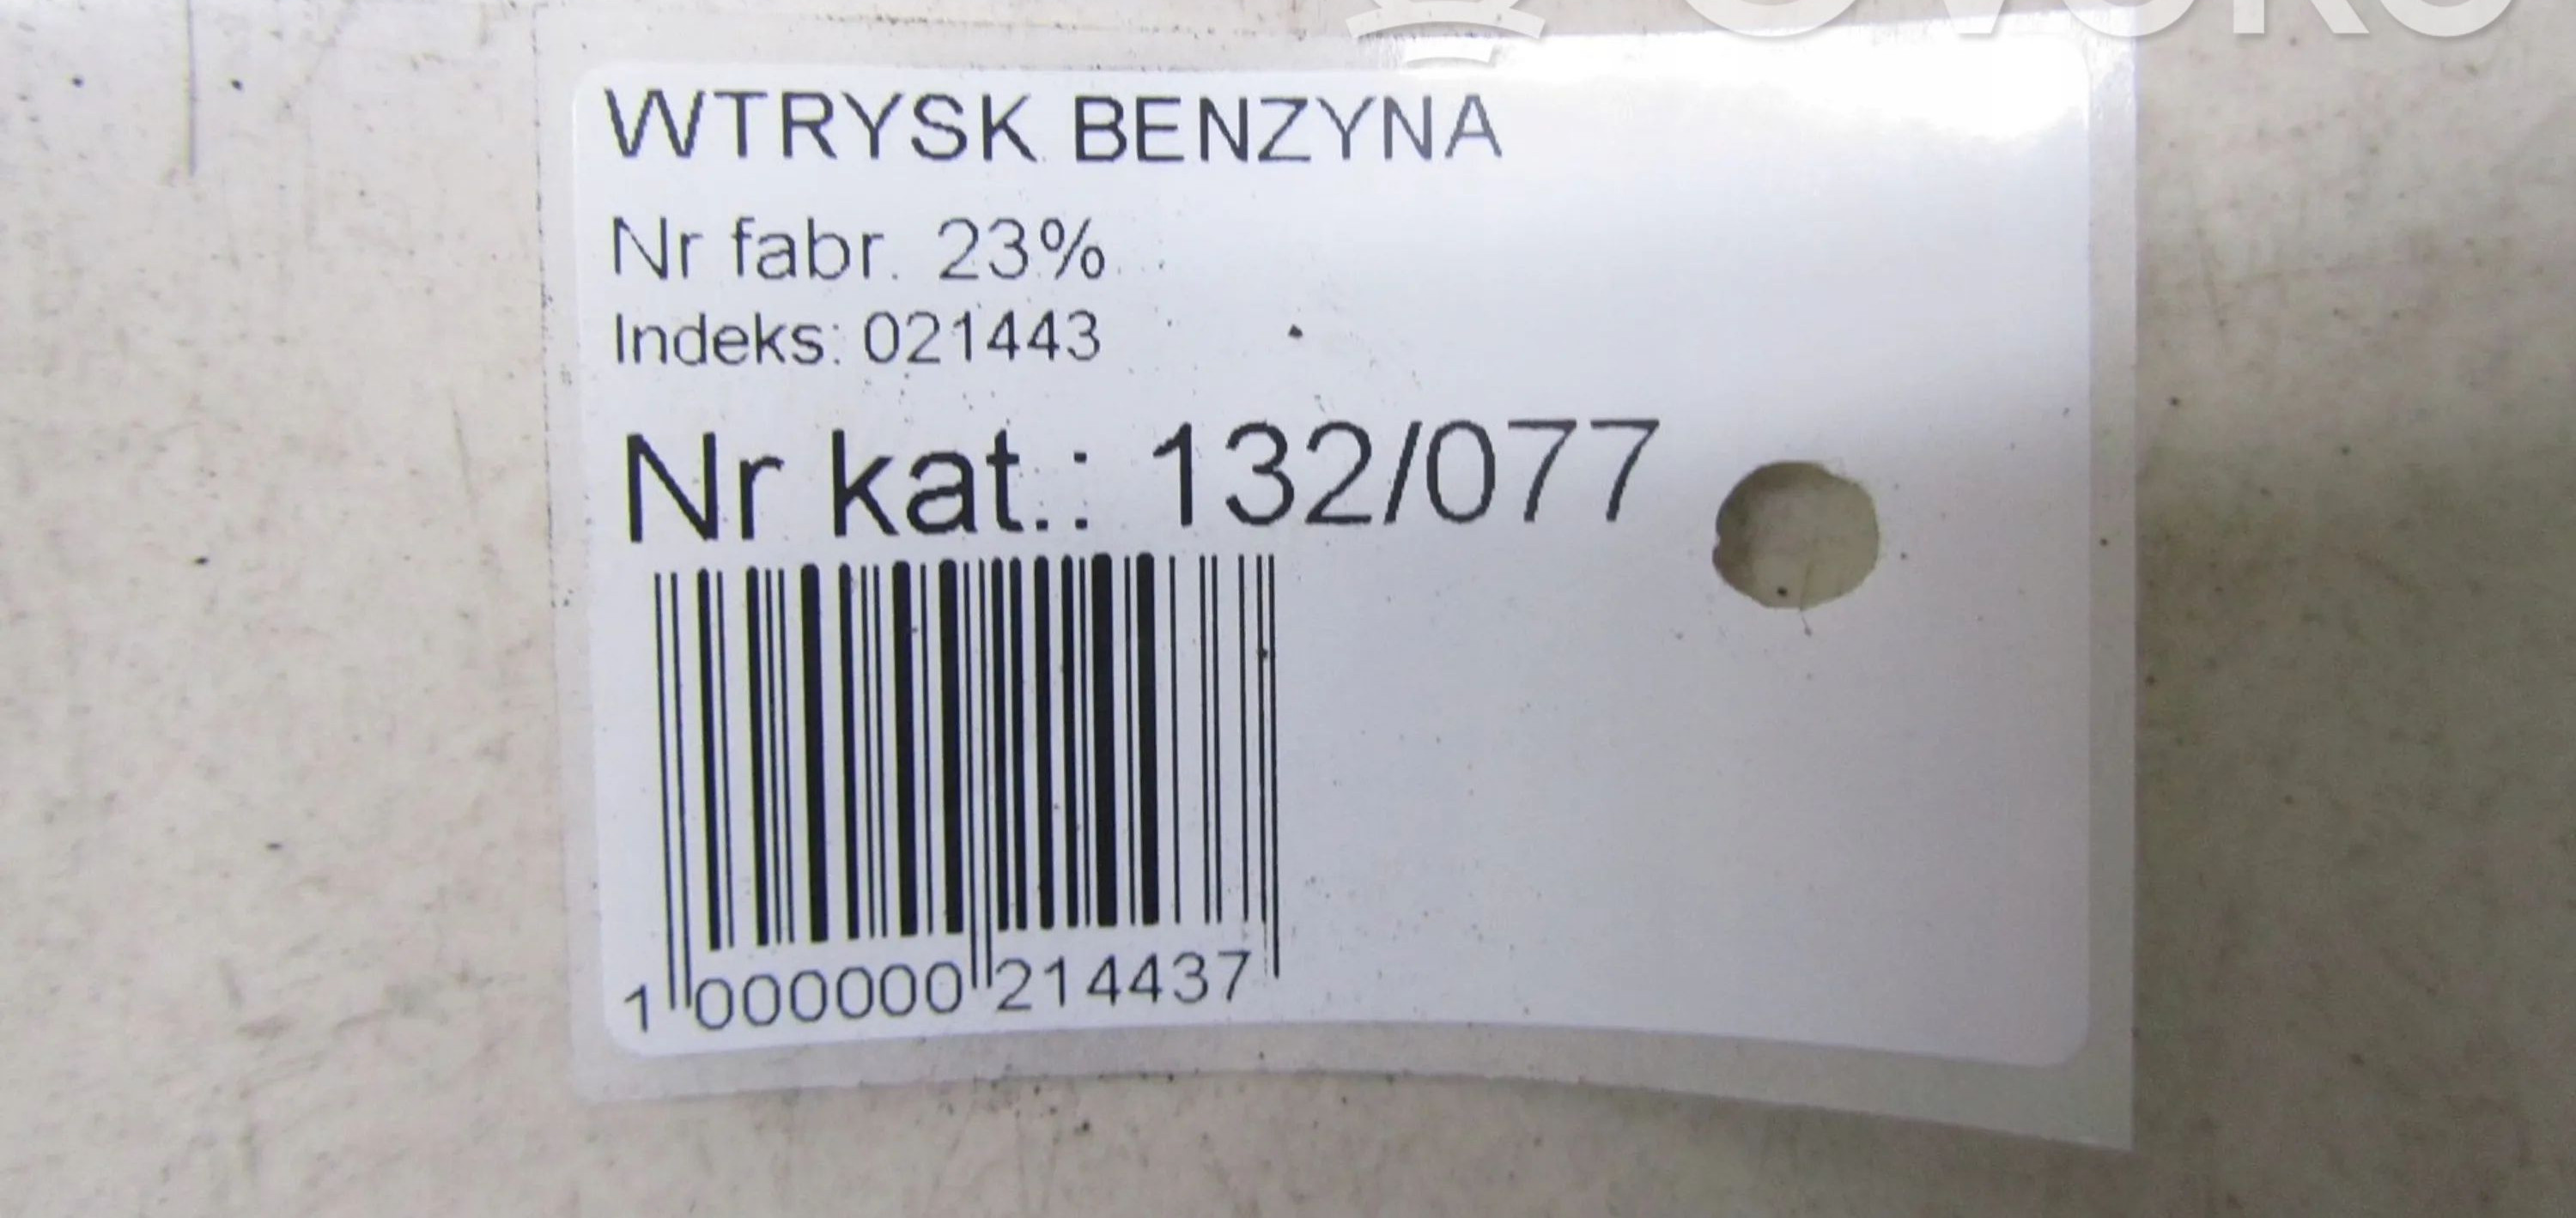 WTRYSK BENZYNA
Nr fabr. 23%
Indeks: 021443
Nr kat.: 132/077
1 000000 214437